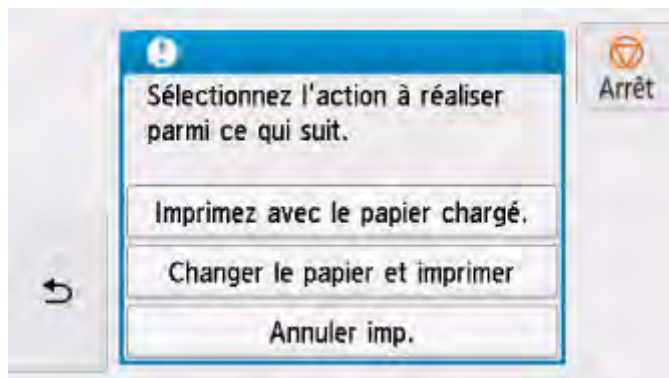 Sélectionnez l'action à réaliser
parmi ce qui suit.
Imprimez avec le papier chargé.
Changer le papier et imprimer
Annuler imp.
Arrêt